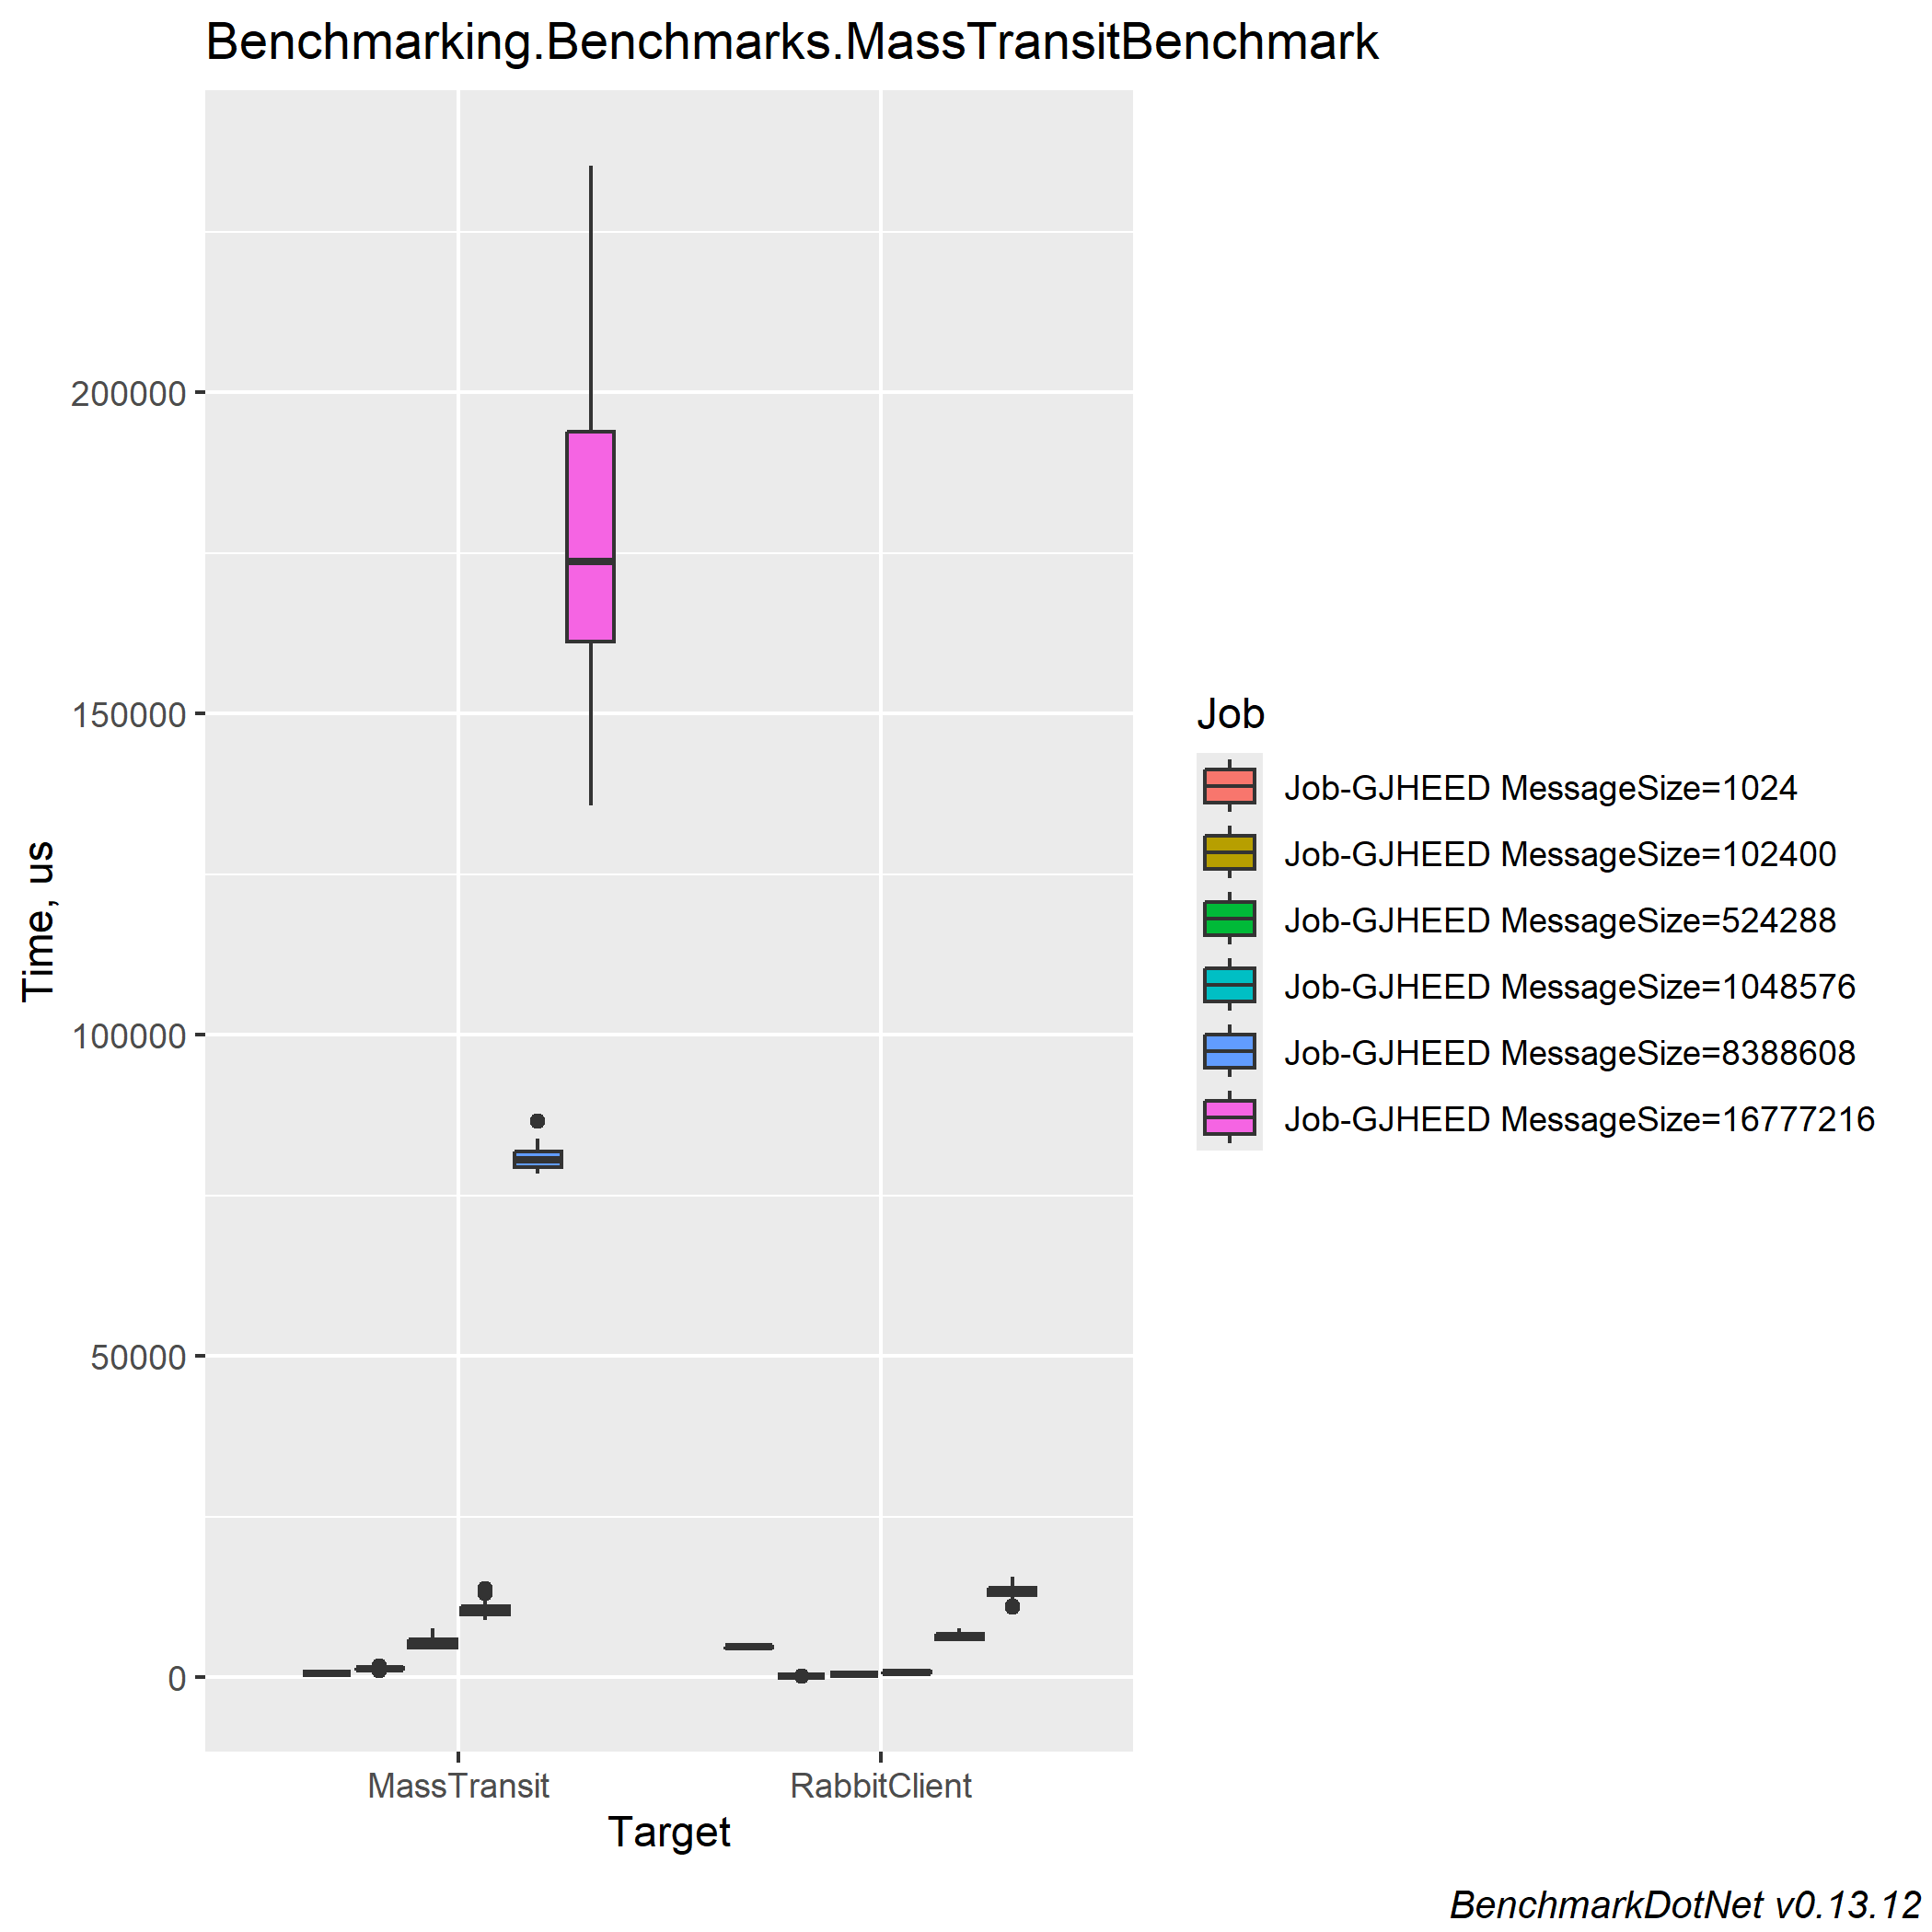 Benchmarking.Benchmarks.MassTransitBenchmark
Time, us
200000
150000
100000
50000
0
MassTransit
RabbitClient
Target
Job
Job-GJHEED MessageSize=1024
Job-GJHEED MessageSize=102400
Job-GJHEED MessageSize=524288
Job-GJHEED MessageSize=1048576
Job-GJHEED MessageSize=8388608
Job-GJHEED MessageSize=16777216
BenchmarkDotNet v0.13.12